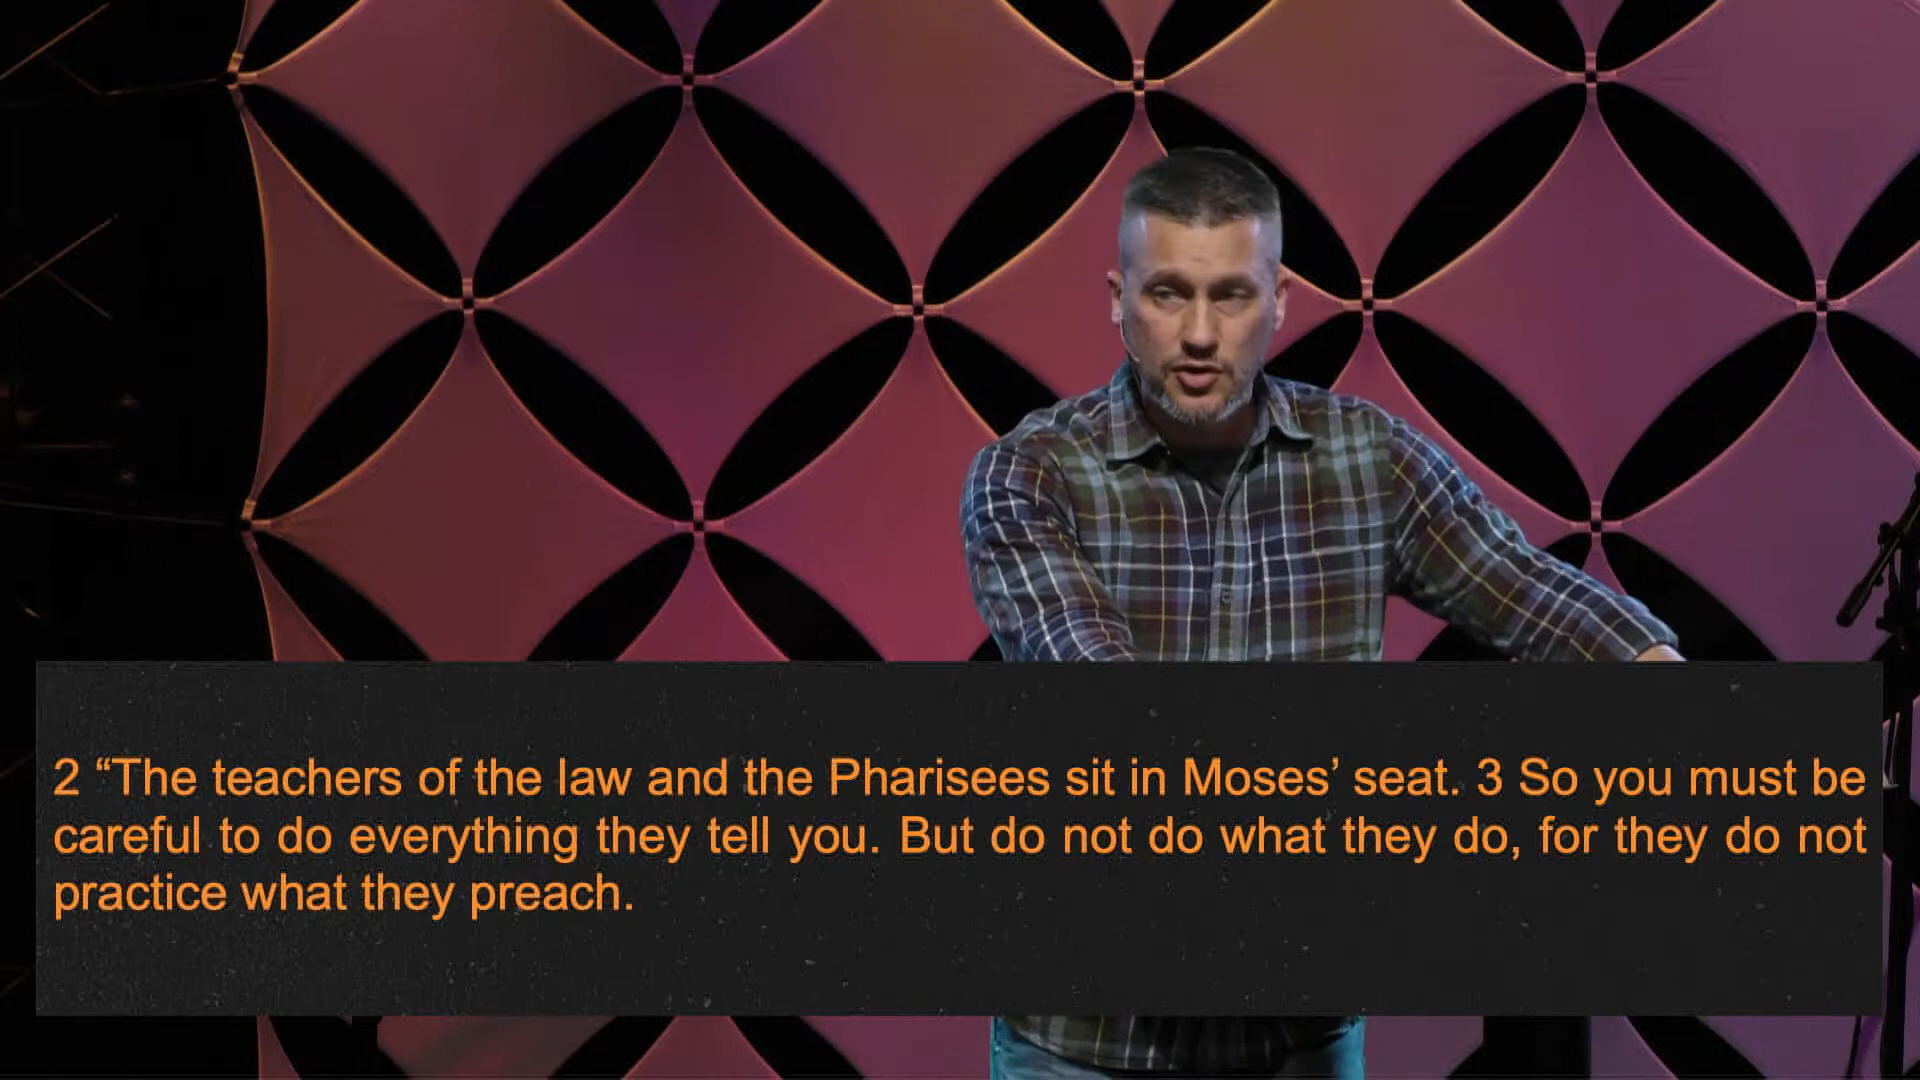 2 “The teachers of the law and the Pharisees sit in Moses’ seat. 3 So you must be
careful to do everything they tell you. But do not do what they do, for they do not
practice what they preach.